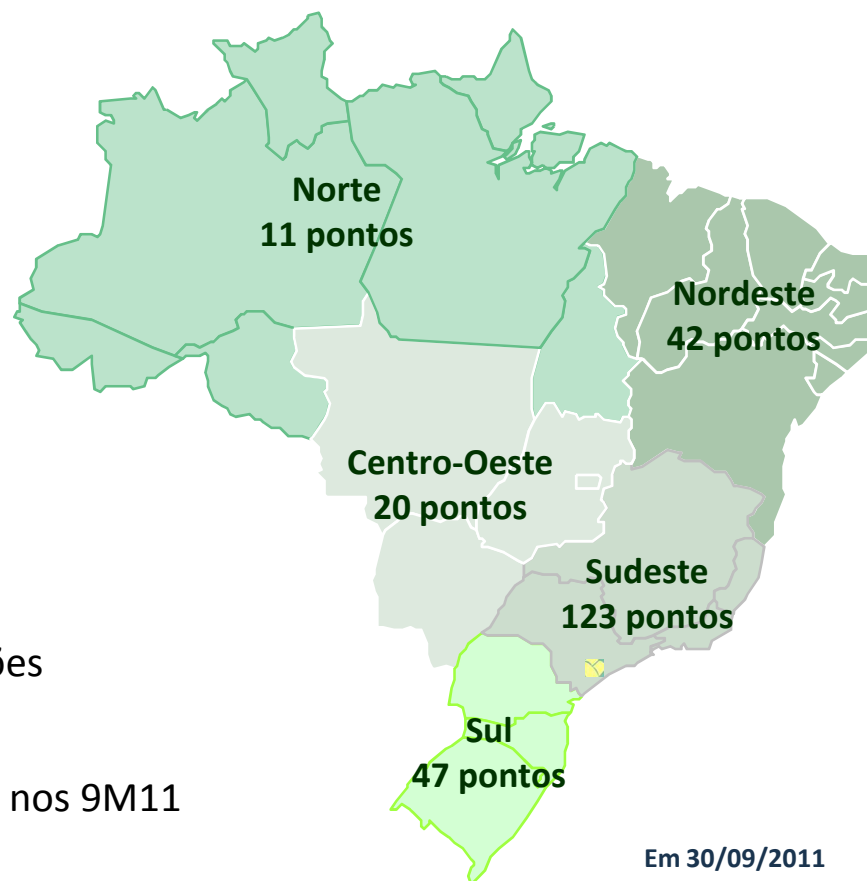 Norte
11 pontos
Nordeste
42 pontos
Centro-Oeste
20 pontos
Sudeste
123 pontos
ões
Sul
47 pontos
nos 9M11
Em 30/09/2011